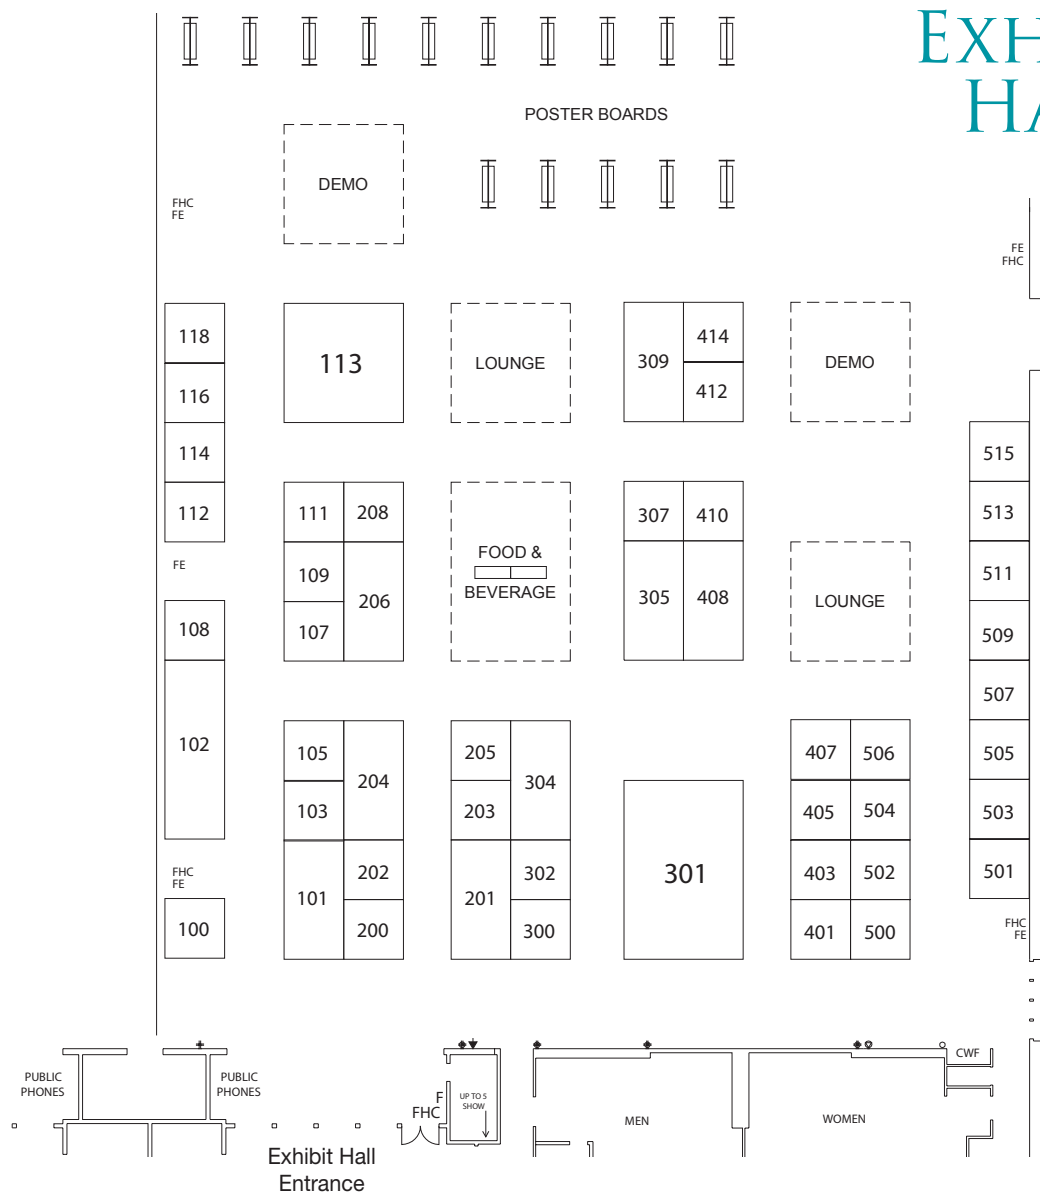 EXH
HA
POSTER BOARDS
DEMO
FHC
FE
FE
FHC
118
113
LOUNGE
309
414
DEMO
116
412
114
515
112
111
208
307
410
513
FOOD &
BEVERAGE
FE
109
206
305
408
LOUNGE
511
108
107
509
507
102
105
204
205
304
407
506
505
103
203
405
504
503
FHC
FE
101
202
201
302
301
403
502
501
100
200
300
401
500
FHC
FE
PUBLIC
PHONES
PUBLIC
PHONES
F
FHC
UP TO 5
SHOW
MEN
WOMEN
CWF
Exhibit Hall
Entrance